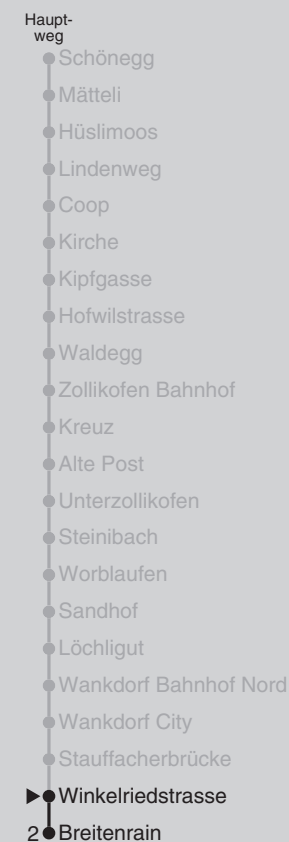 Haupt-
weg
Schönegg
Mätteli
Hüslimoos
Lindenweg
Coop
Kirche
Kipfgasse
Hofwilstrasse
Waldegg
Zollikofen Bahnhof
Kreuz
Alte Post
Unterzollikofen
Steinibach
Worblaufen
Sandhof
Löchligut
Wankdorf Bahnhof Nord
Wankdorf City
Stauffacherbrücke
Winkelriedstrasse
2 Breitenrain